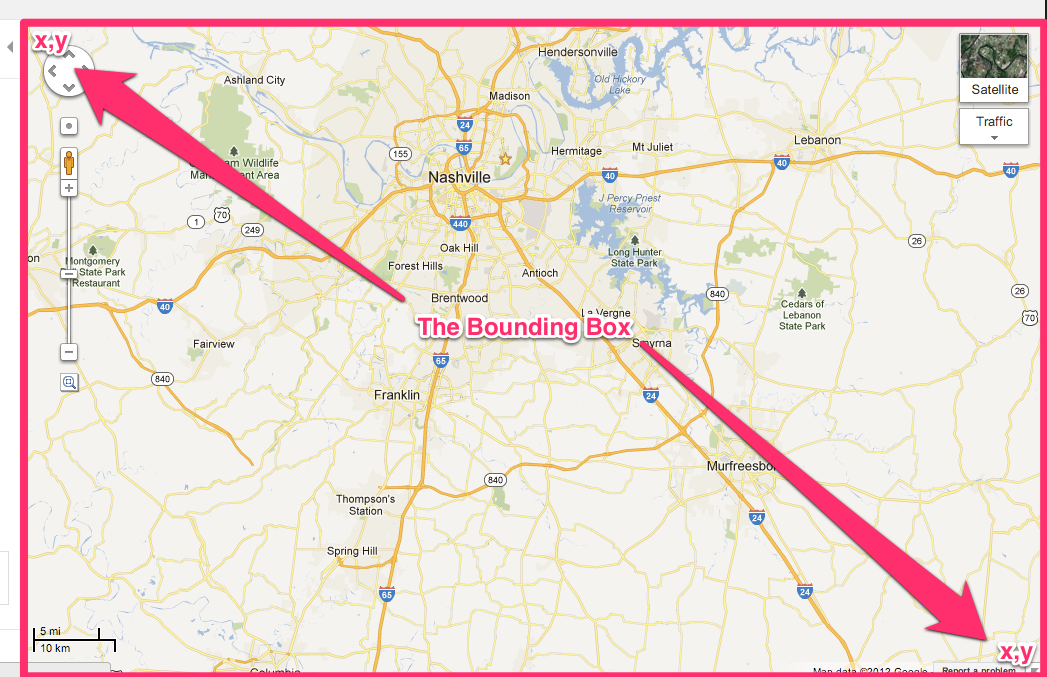 x,y
Hendersonville
Ashland City
Old Hickory
Lake
Satellite
Madison
24
Traffic
65
Lebanon
155
Hermitage
Mt Juliet
40
Wildlife
Area
Nashville
40
40
J Percy Priest
Reservoir
1
70
249
440
26
Oak Hill
Long Hunter
State Park
Montgomery
State Park
Restaurant
Forest Hills
Antioch
840
26
Brentwood
40
Cedars of
Lebanon
State Park
La Vergne
70
The Bounding Box
Smyrna
Fairview
65
840
Franklin
24
Murfreesbo
840
Thompson's
Station
24
Spring Hill
65
24
5 mi
10 km
x,y
Columbia
Map data ©2012 Google -
Report a problem